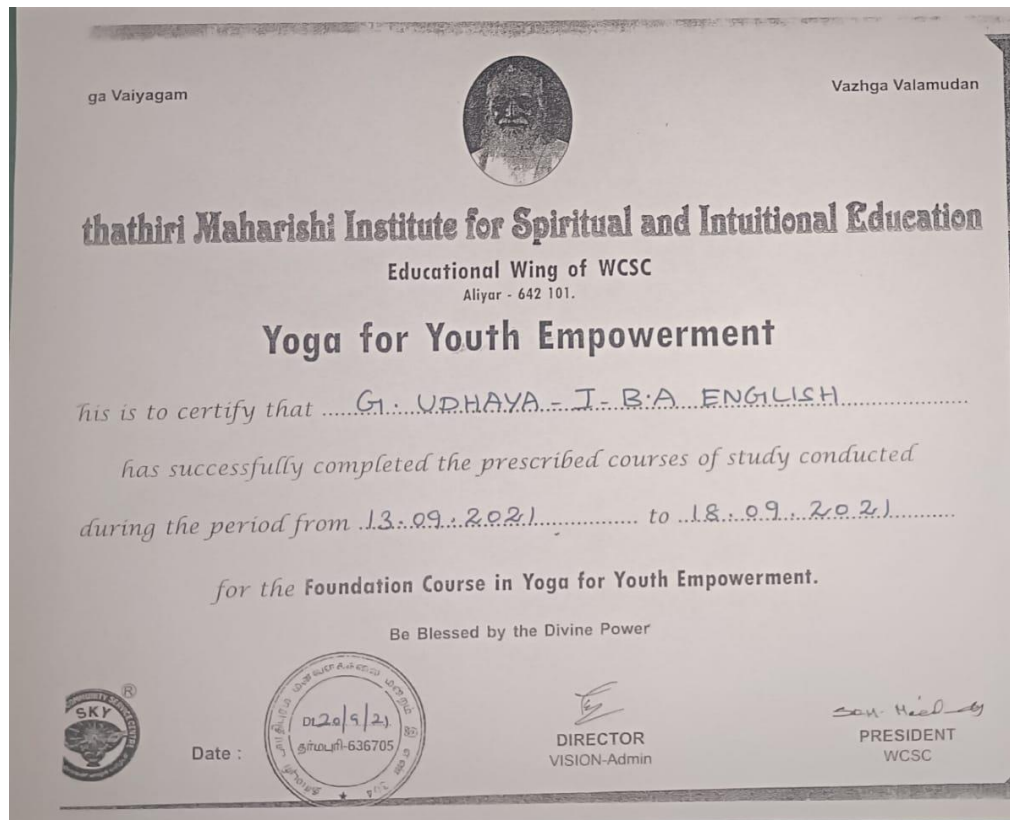 ga Vaiyagam
Vazhga Valamudan
thathiri Maharishi Institute for Spiritual and Intuitional Education
Educational Wing of WCSC
Aliyar - 642 101.
Yoga for Youth Empowerment
his is to certify that ..... G. UDHAYA - I - B.A ENGLISH
has successfully completed the prescribed courses of study conducted
during the period from 13.09.2021 to 18.09.2021
for the Foundation Course in Yoga for Youth Empowerment.
Be Blessed by the Divine Power
SKY
®
Date :
Dt.20/9/21
தர்மபுரி-636705
DIRECTOR
VISION-Admin
PRESIDENT
WCSC